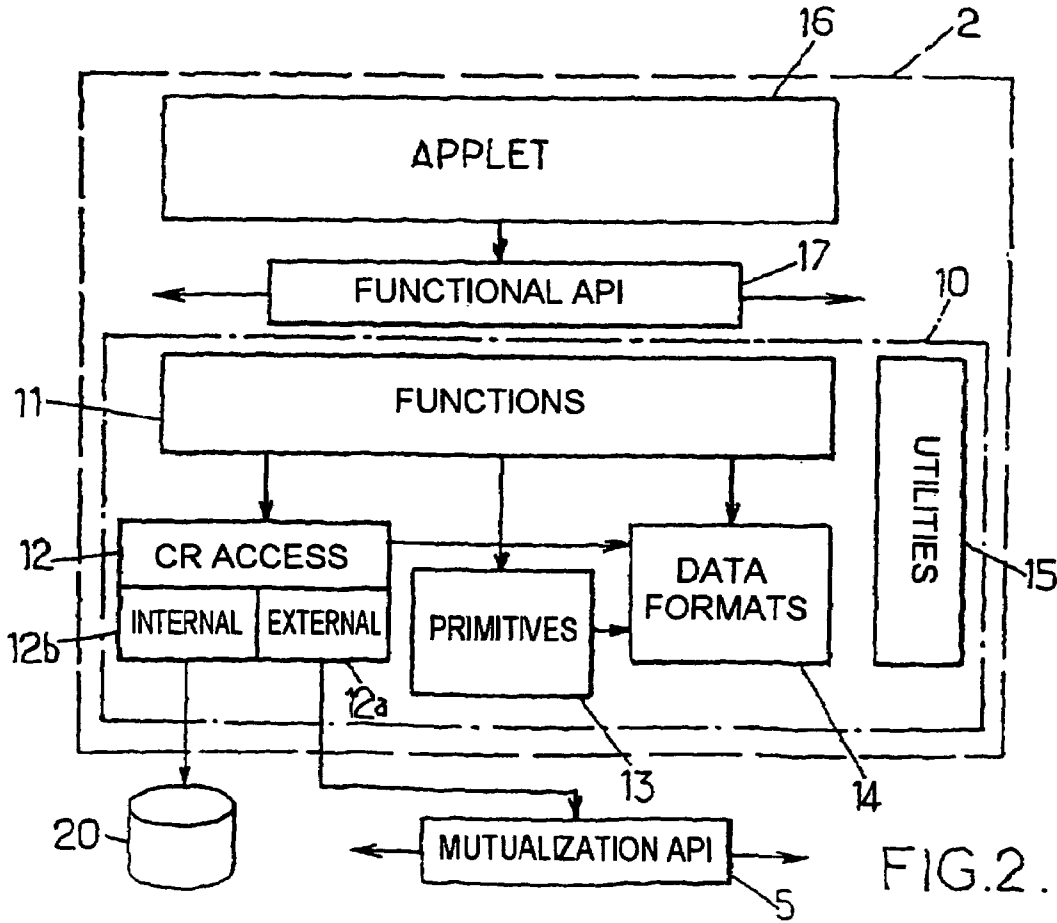 16
2
APPLET
17
FUNCTIONAL API
10
11
FUNCTIONS
UTILITIES
12
CR ACCESS
DATA
FORMATS
15
12b
INTERNAL
EXTERNAL
PRIMITIVES
12a
13
14
20
MUTUALIZATION API
5
FIG.2.